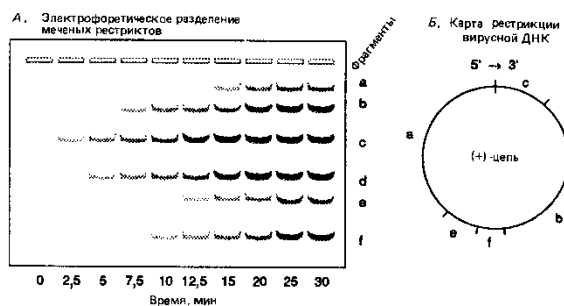 А. Электрофоретическое разделение
меченых рестриктов
Фрагменты
a
b
c
d
e
f
0 2,5 5 7,5 10 12,5 15 20 25 30
Время, мин
Б. Карта рестрикции
вирусной ДНК
5' → 3'
c
a
(+)-цепь
b
e
f